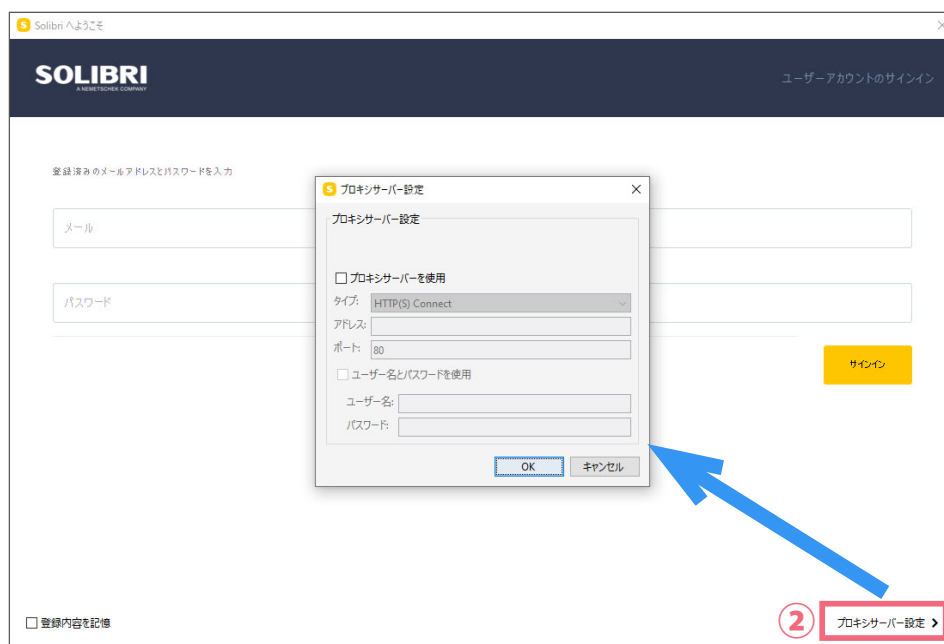 Solibri へようこそ
SOLIBRI
A NEMETSCHEK COMPANY
ユーザーアカウントのサインイン
登録済みのメールアドレスとパスワードを入力
メール
パスワード
サインイン
プロキシサーバー設定
プロキシサーバー設定
プロキシサーバーを使用
タイプ: HTTP(S) Connect
アドレス:
ポート: 80
ユーザー名とパスワードを使用
ユーザー名:
パスワード:
OK キャンセル
登録内容を記憶
② プロキシサーバー設定